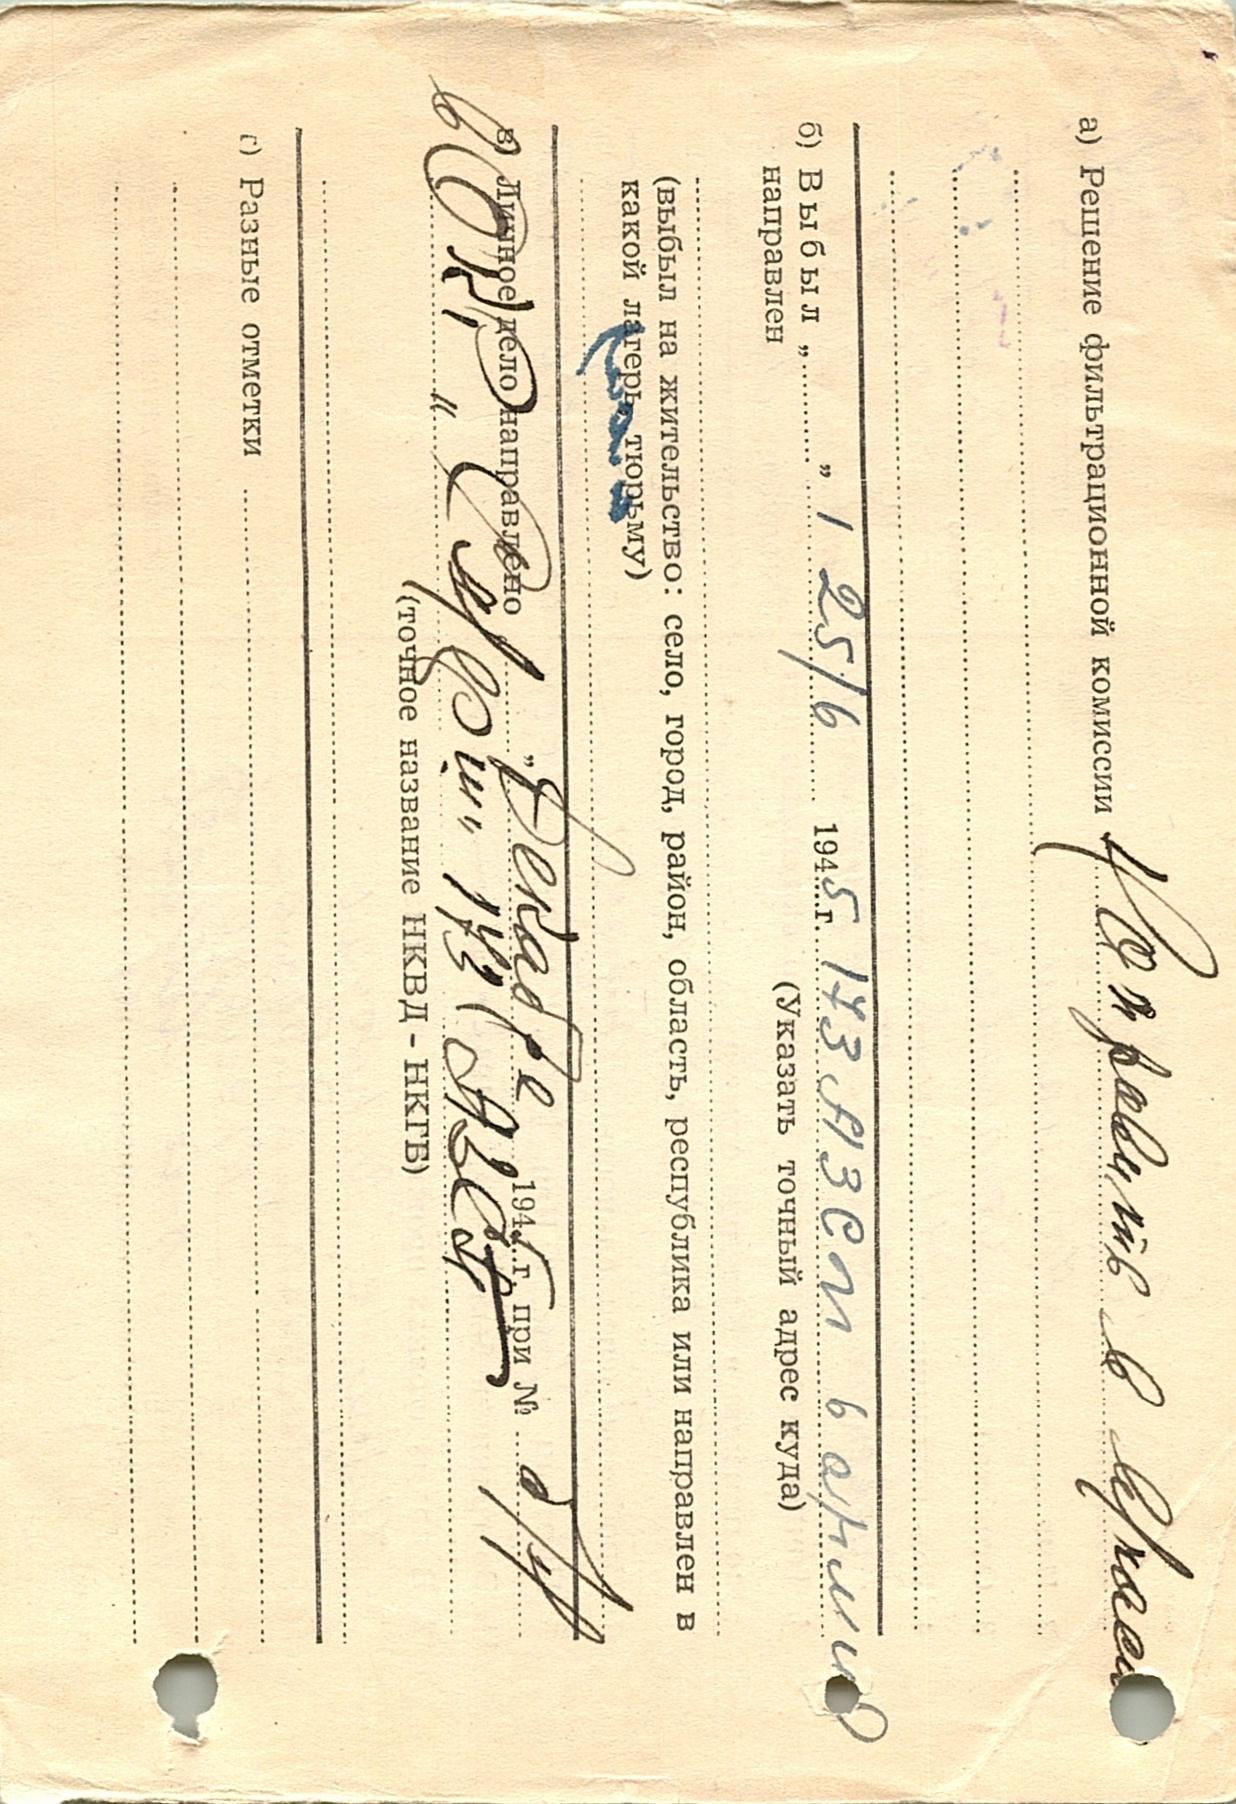 а) Решение фильтрационной комиссии Направить в
б) Выбыл „ “ 1 25/6 1945 г. 173 АЗСП в армию
направлен (Указать точный адрес куда)
(выбыл на жительство: село, город, район, область, республика или направлен в
какой лагерь, тюрьму)
в) Личное дело направлено „ Декабре 1945 г. при № б/н
в ОКР " Смерш" 173 АЗСП
(точное название НКВД - НКГБ)
г) Разные отметки